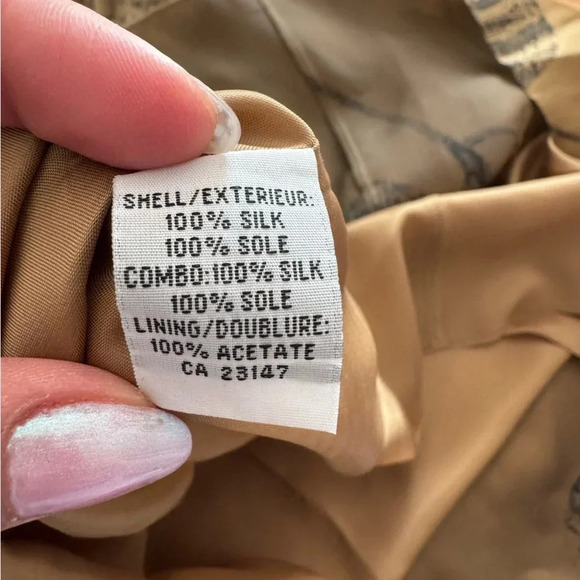 SHELL/EXTERIEUR:
100% SILK
100% SOLE
COMBO:100% SILK
100% SOLE
LINING/DOUBLURE:
100% ACETATE
CA 23147